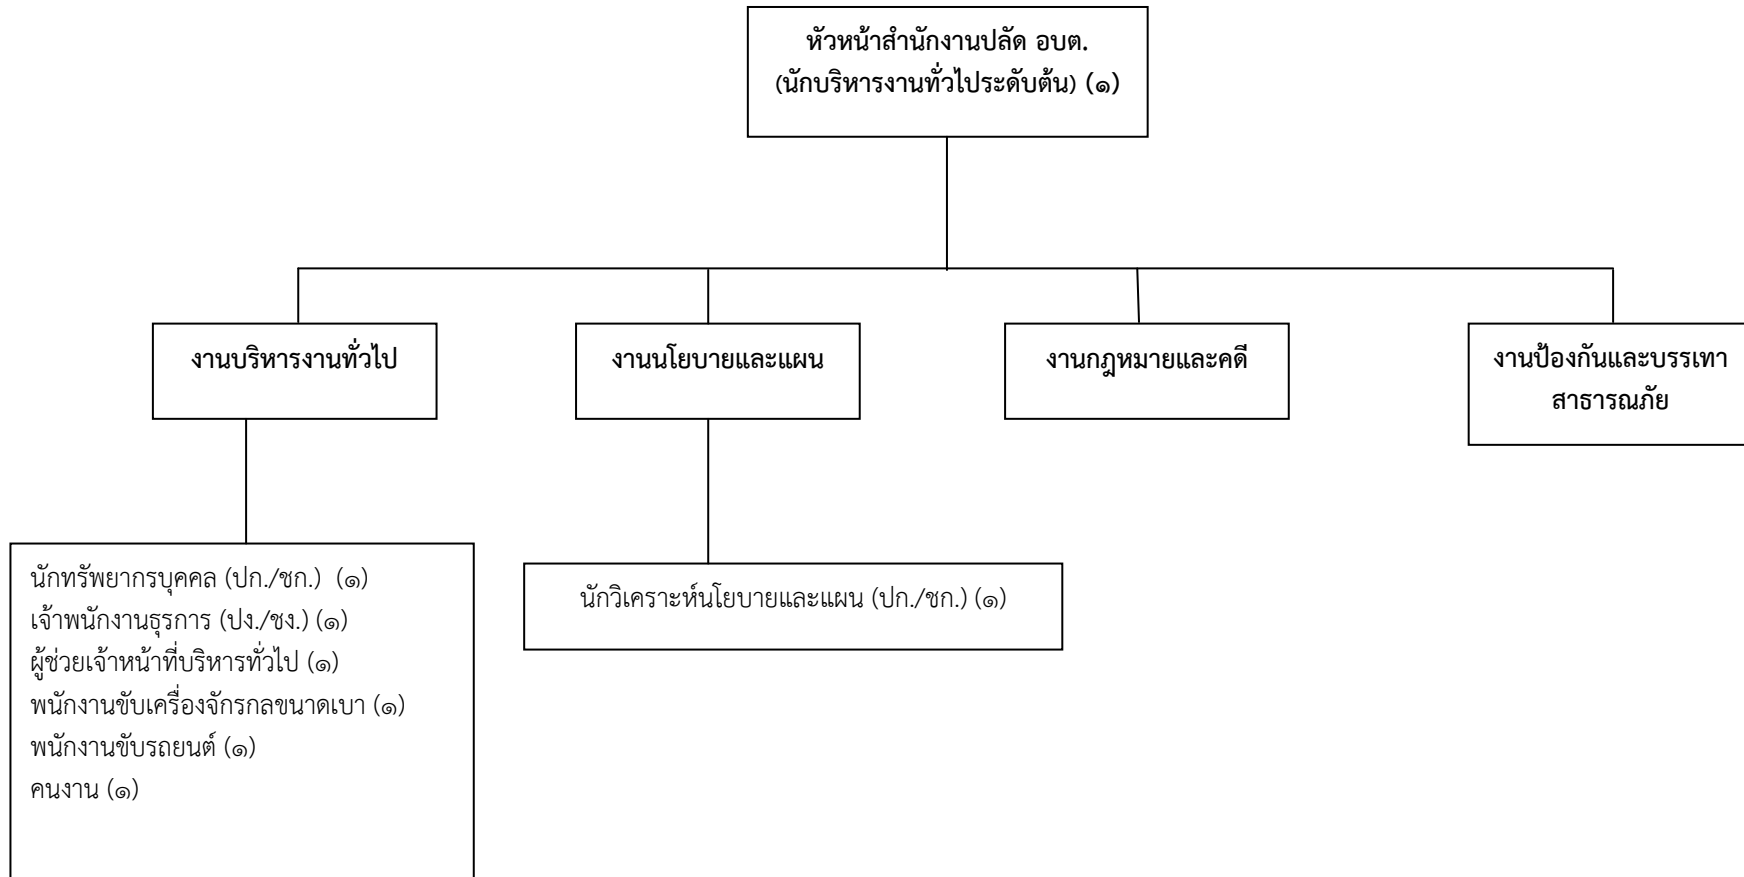 หัวหน้าสำนักงานปลัด อบต.
(นักบริหารงานทั่วไประดับต้น) (๑)
งานบริหารงานทั่วไป
งานนโยบายและแผน
งานกฎหมายและคดี
งานป้องกันและบรรเทา
สาธารณภัย
นักทรัพยากรบุคคล (ปก./ชก.) (๑)
เจ้าพนักงานธุรการ (ปง./ชง.) (๑)
ผู้ช่วยเจ้าหน้าที่บริหารทั่วไป (๑)
พนักงานขับเครื่องจักรกลขนาดเบา (๑)
พนักงานขับรถยนต์ (๑)
คนงาน (๑)
นักวิเคราะห์นโยบายและแผน (ปก./ชก.) (๑)